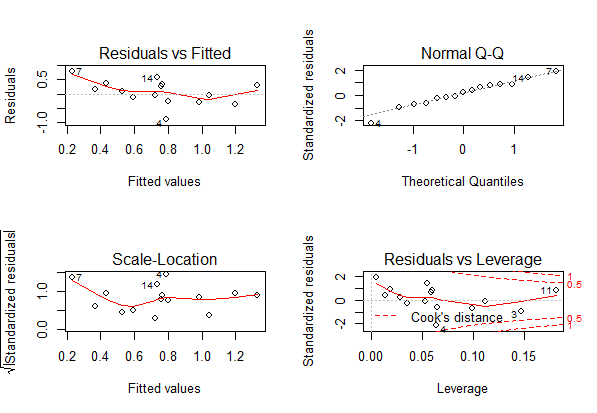 Residuals vs Fitted
Residuals
-1.0 0.5
7
14
4
0.2 0.4 0.6 0.8 1.0 1.2
Fitted values
Normal Q-Q
Standardized residuals
-2 0 2
7
14
4
-1 0 1
Theoretical Quantiles
Scale-Location
√|Standardized residuals|
0.0 1.0
4
7
14
0.2 0.4 0.6 0.8 1.0 1.2
Fitted values
Residuals vs Leverage
Standardized residuals
-2 0 2
1
0.5
11
3
0.5
Cook's distance
4
1
0.00 0.05 0.10 0.15
Leverage